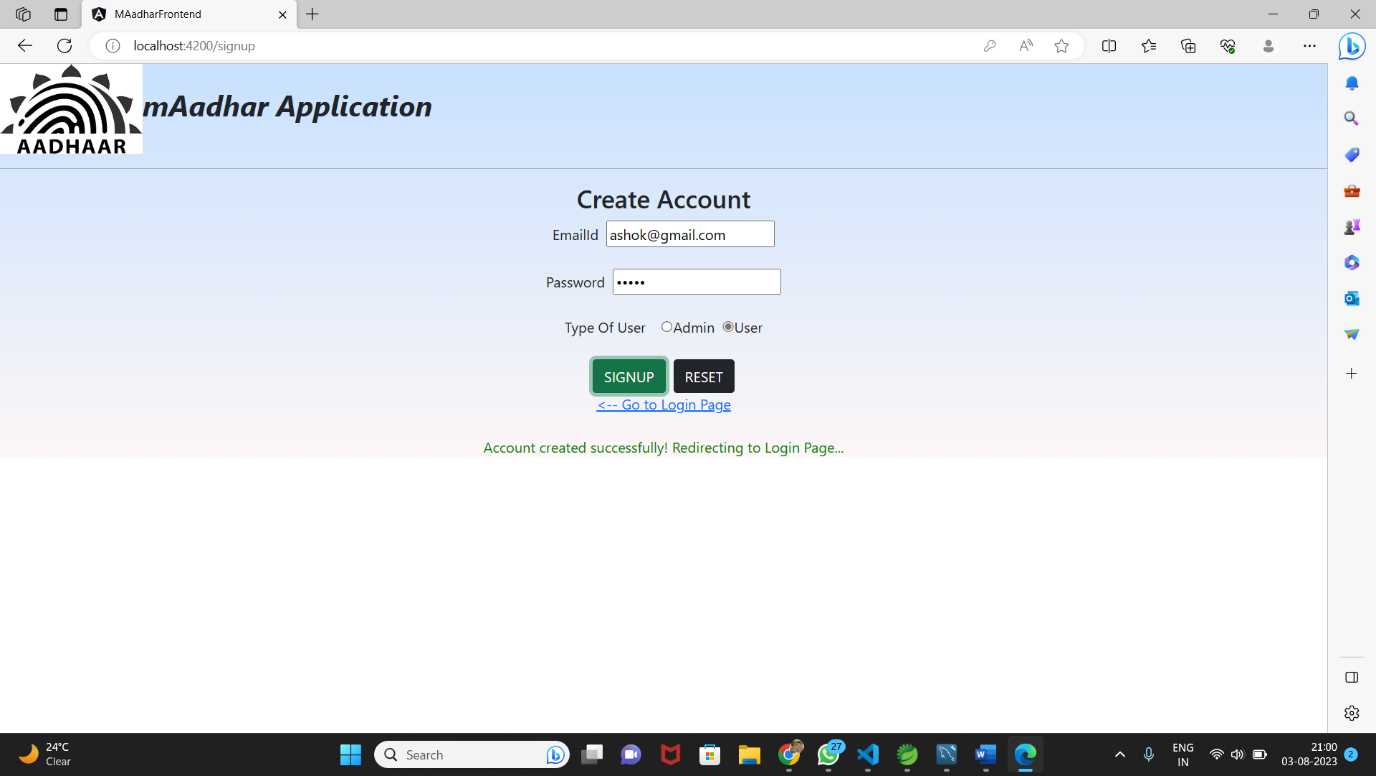 MAadharFrontend
localhost:4200/signup
AADHAAR
mAadhar Application
Create Account
EmailId ashok@gmail.com
Password •••••
Type Of User Admin User
SIGNUP RESET
<-- Go to Login Page
Account created successfully! Redirecting to Login Page...
24°C
Clear
Search
27
ENG
IN
21:00
03-08-2023
2